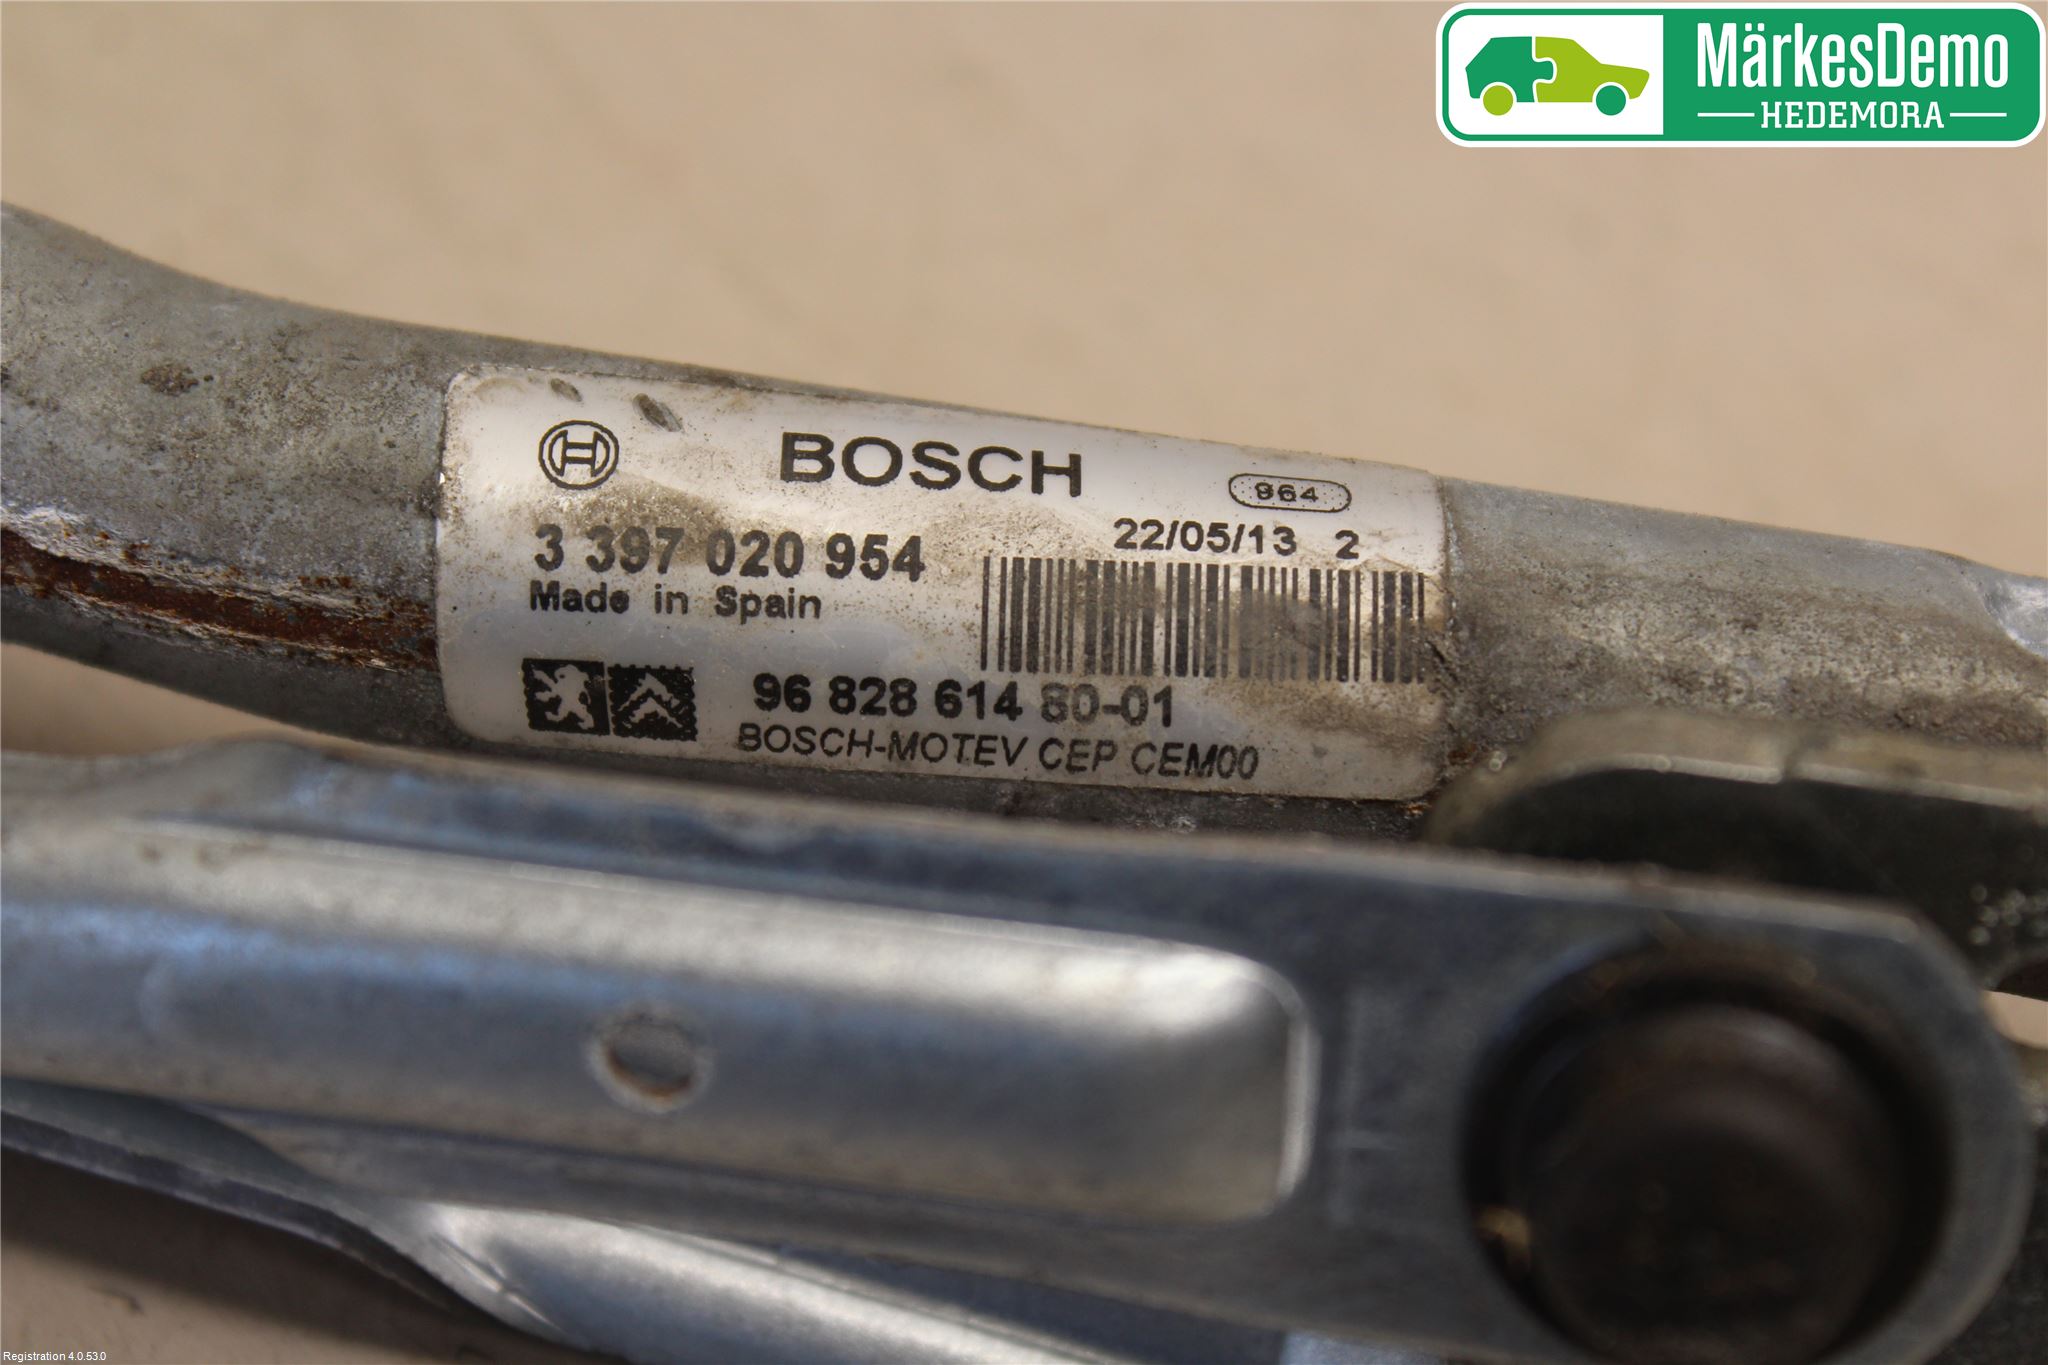 MärkesDemo
HEDEMORA
BOSCH
964
22/05/13 2
3 397 020 954
Made in Spain
96 828 614 80-01
BOSCH-MOTEV CEP CEM00
Registration 4.0.53.0